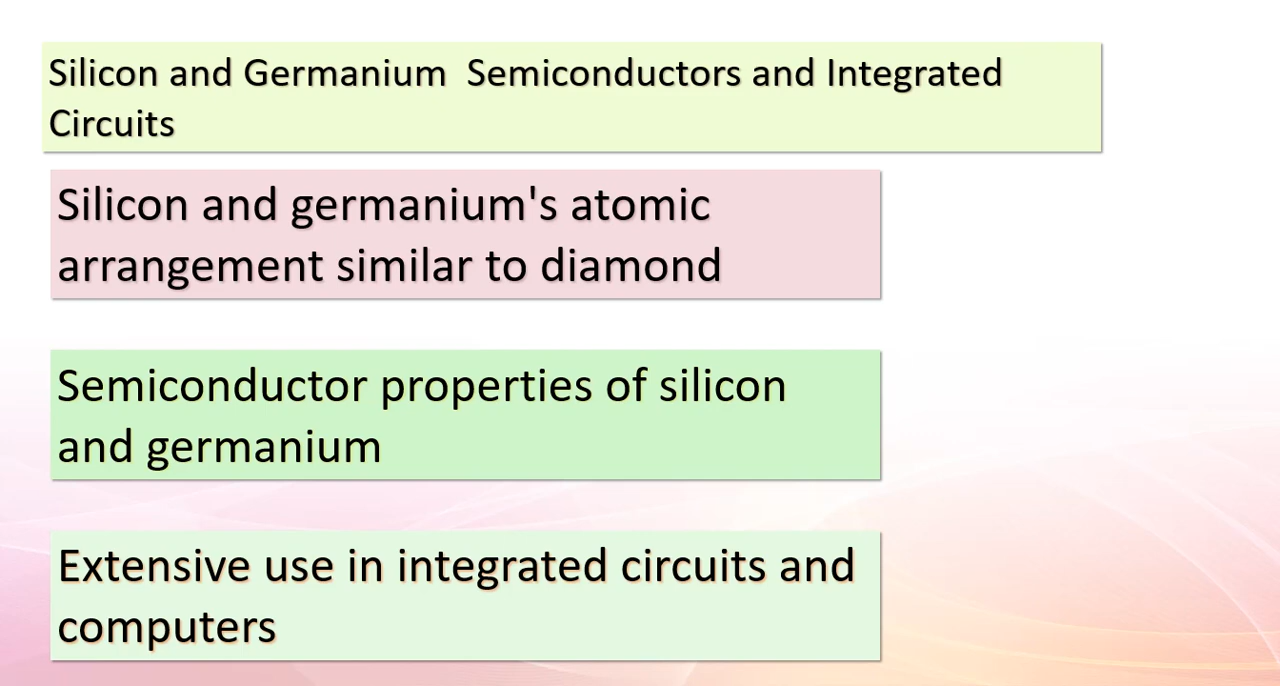 Silicon and Germanium  Semiconductors and Integrated
Circuits
Silicon and germanium's atomic
arrangement similar to diamond
Semiconductor properties of silicon
and germanium
Extensive use in integrated circuits and
computers